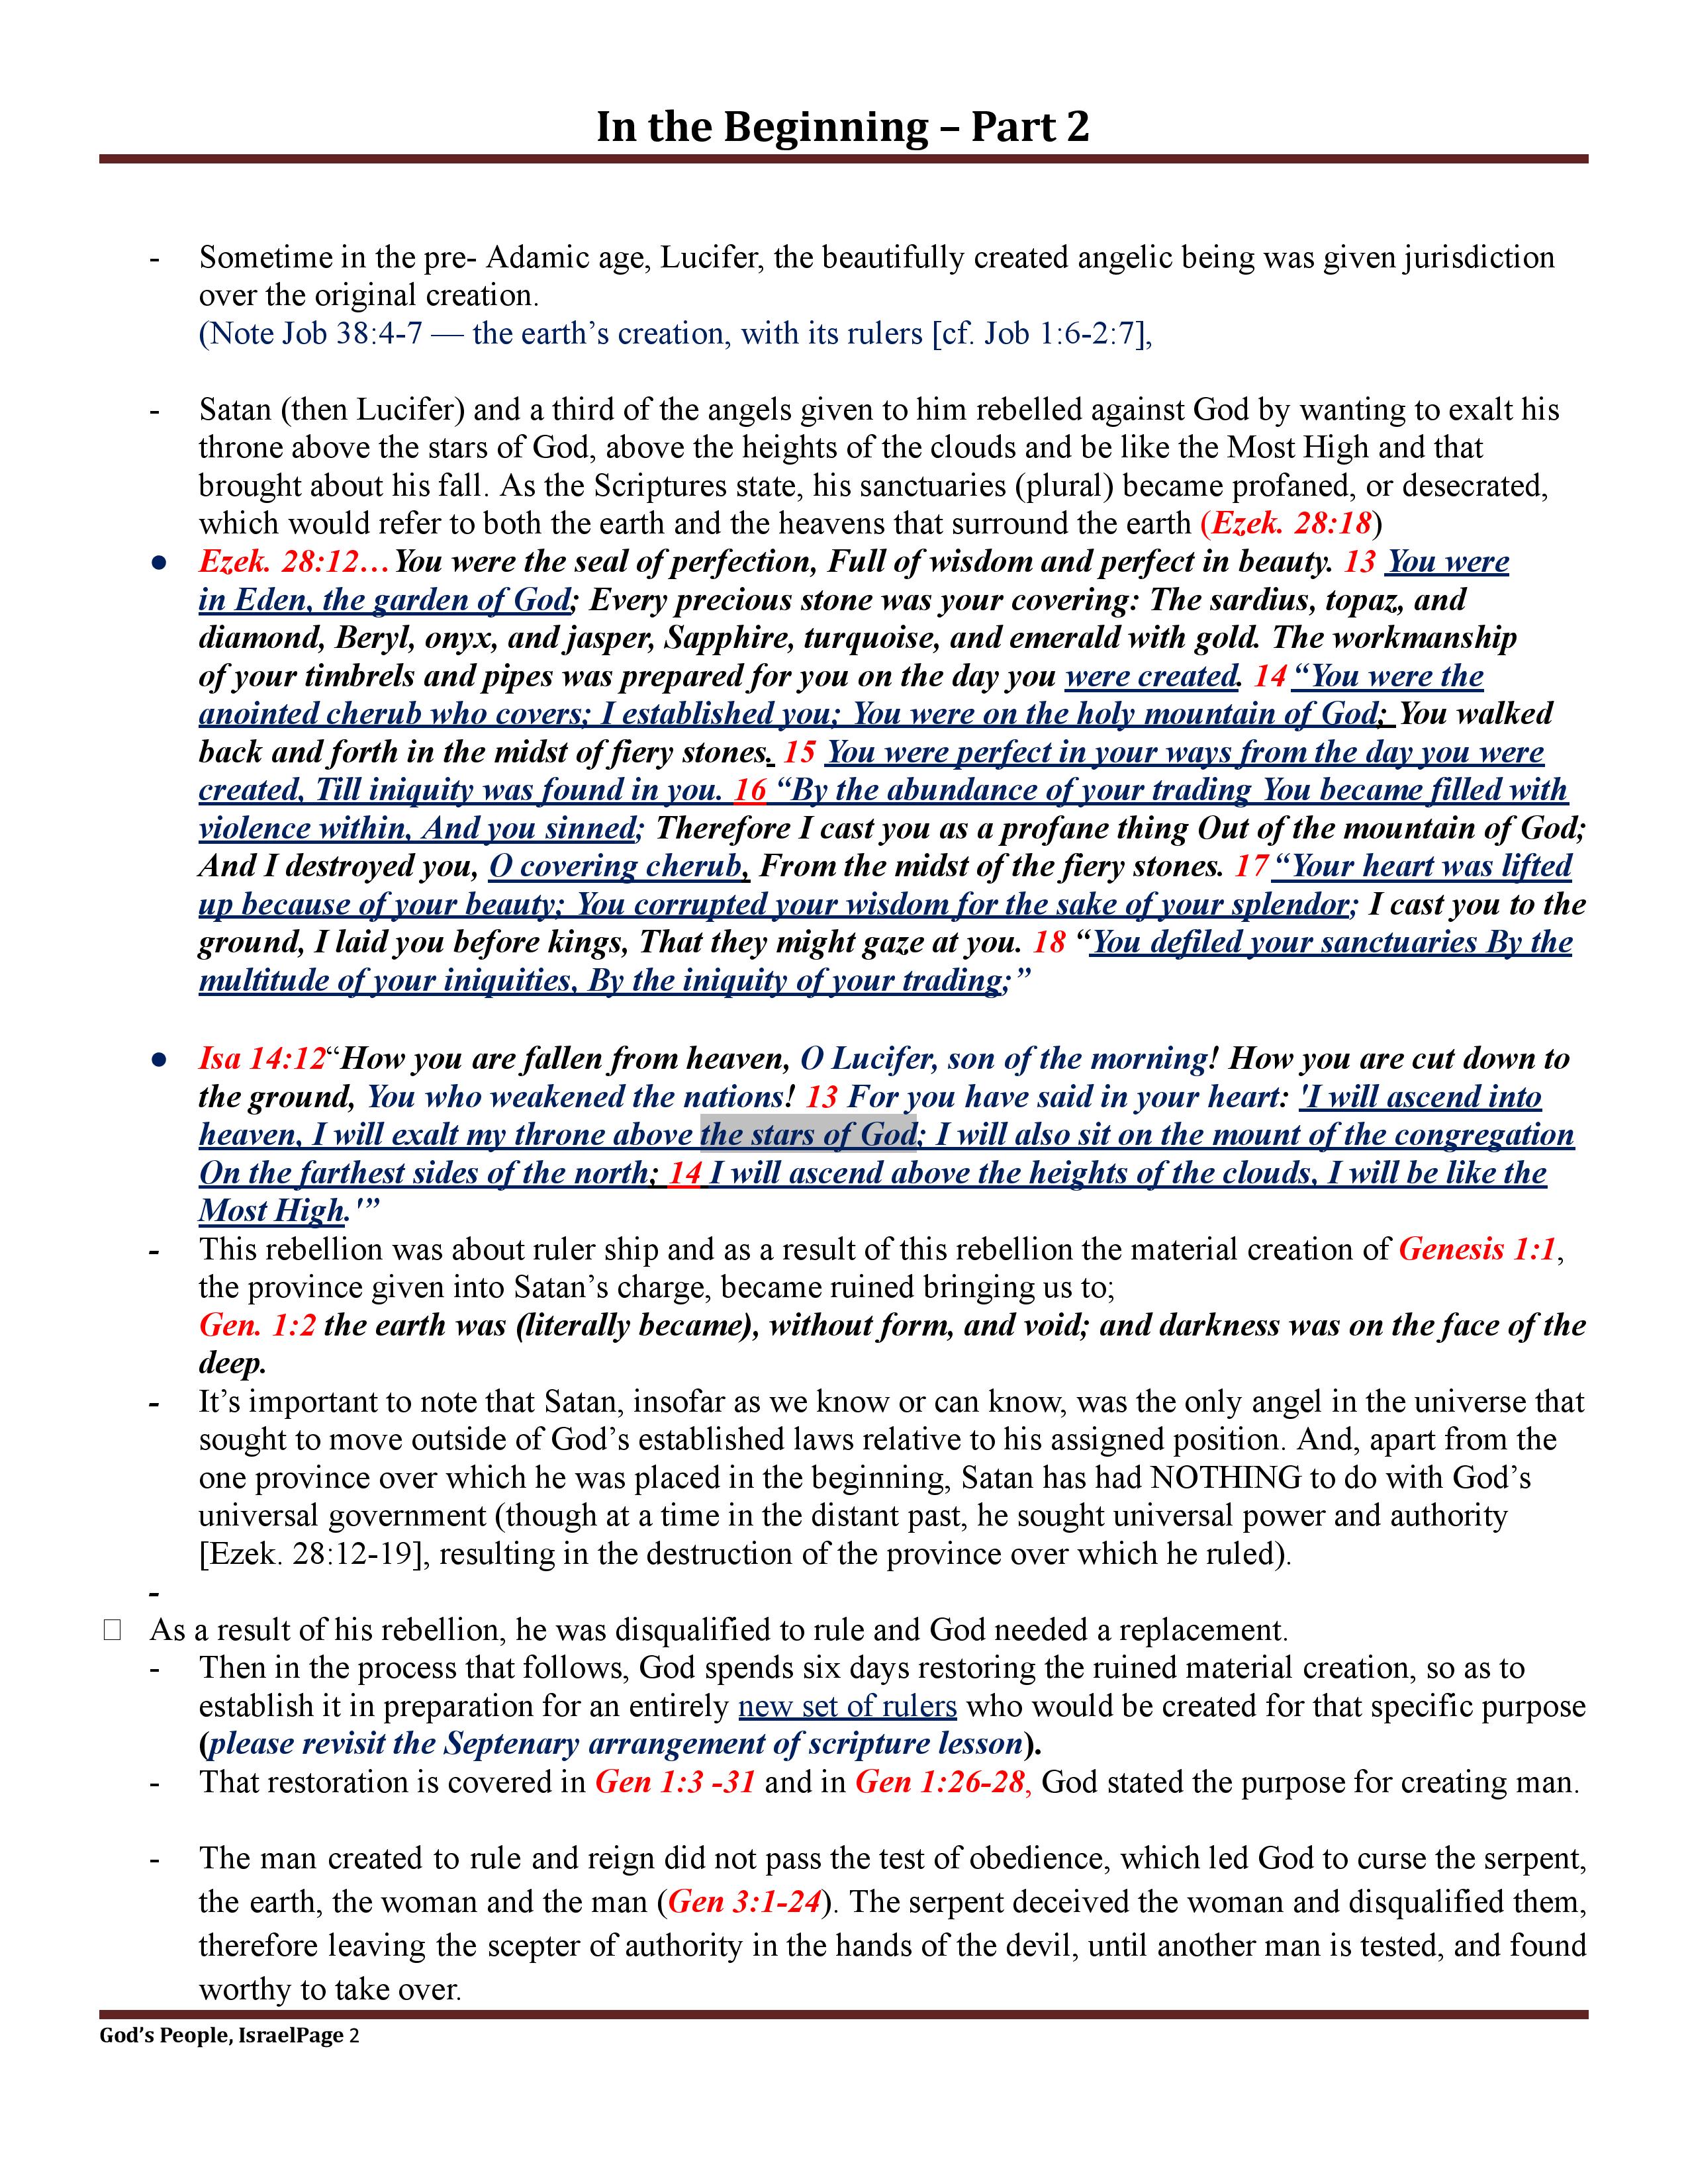 In the Beginning – Part 2
- Sometime in the pre- Adamic age, Lucifer, the beautifully created angelic being was given jurisdiction
over the original creation.
(Note Job 38:4-7 — the earth’s creation, with its rulers [cf. Job 1:6-2:7],
- Satan (then Lucifer) and a third of the angels given to him rebelled against God by wanting to exalt his
throne above the stars of God, above the heights of the clouds and be like the Most High and that
brought about his fall. As the Scriptures state, his sanctuaries (plural) became profaned, or desecrated,
which would refer to both the earth and the heavens that surround the earth (Ezek. 28:18)
● Ezek. 28:12…You were the seal of perfection, Full of wisdom and perfect in beauty. 13 You were
in Eden, the garden of God; Every precious stone was your covering: The sardius, topaz, and
diamond, Beryl, onyx, and jasper, Sapphire, turquoise, and emerald with gold. The workmanship
of your timbrels and pipes was prepared for you on the day you were created. 14 “You were the
anointed cherub who covers; I established you; You were on the holy mountain of God; You walked
back and forth in the midst of fiery stones. 15 You were perfect in your ways from the day you were
created, Till iniquity was found in you. 16 “By the abundance of your trading You became filled with
violence within, And you sinned; Therefore I cast you as a profane thing Out of the mountain of God;
And I destroyed you, O covering cherub, From the midst of the fiery stones. 17 “Your heart was lifted
up because of your beauty; You corrupted your wisdom for the sake of your splendor; I cast you to the
ground, I laid you before kings, That they might gaze at you. 18 “You defiled your sanctuaries By the
multitude of your iniquities, By the iniquity of your trading;”
● Isa 14:12“How you are fallen from heaven, O Lucifer, son of the morning! How you are cut down to
the ground, You who weakened the nations! 13 For you have said in your heart: 'I will ascend into
heaven, I will exalt my throne above the stars of God; I will also sit on the mount of the congregation
On the farthest sides of the north; 14 I will ascend above the heights of the clouds, I will be like the
Most High.'”
- This rebellion was about ruler ship and as a result of this rebellion the material creation of Genesis 1:1,
the province given into Satan’s charge, became ruined bringing us to;
Gen. 1:2 the earth was (literally became), without form, and void; and darkness was on the face of the
deep.
- It’s important to note that Satan, insofar as we know or can know, was the only angel in the universe that
sought to move outside of God’s established laws relative to his assigned position. And, apart from the
one province over which he was placed in the beginning, Satan has had NOTHING to do with God’s
universal government (though at a time in the distant past, he sought universal power and authority
[Ezek. 28:12-19], resulting in the destruction of the province over which he ruled).
-
As a result of his rebellion, he was disqualified to rule and God needed a replacement.
- Then in the process that follows, God spends six days restoring the ruined material creation, so as to
establish it in preparation for an entirely new set of rulers who would be created for that specific purpose
(please revisit the Septenary arrangement of scripture lesson).
- That restoration is covered in Gen 1:3 -31 and in Gen 1:26-28, God stated the purpose for creating man.
- The man created to rule and reign did not pass the test of obedience, which led God to curse the serpent,
the earth, the woman and the man (Gen 3:1-24). The serpent deceived the woman and disqualified them,
therefore leaving the scepter of authority in the hands of the devil, until another man is tested, and found
worthy to take over.
God’s People, IsraelPage 2